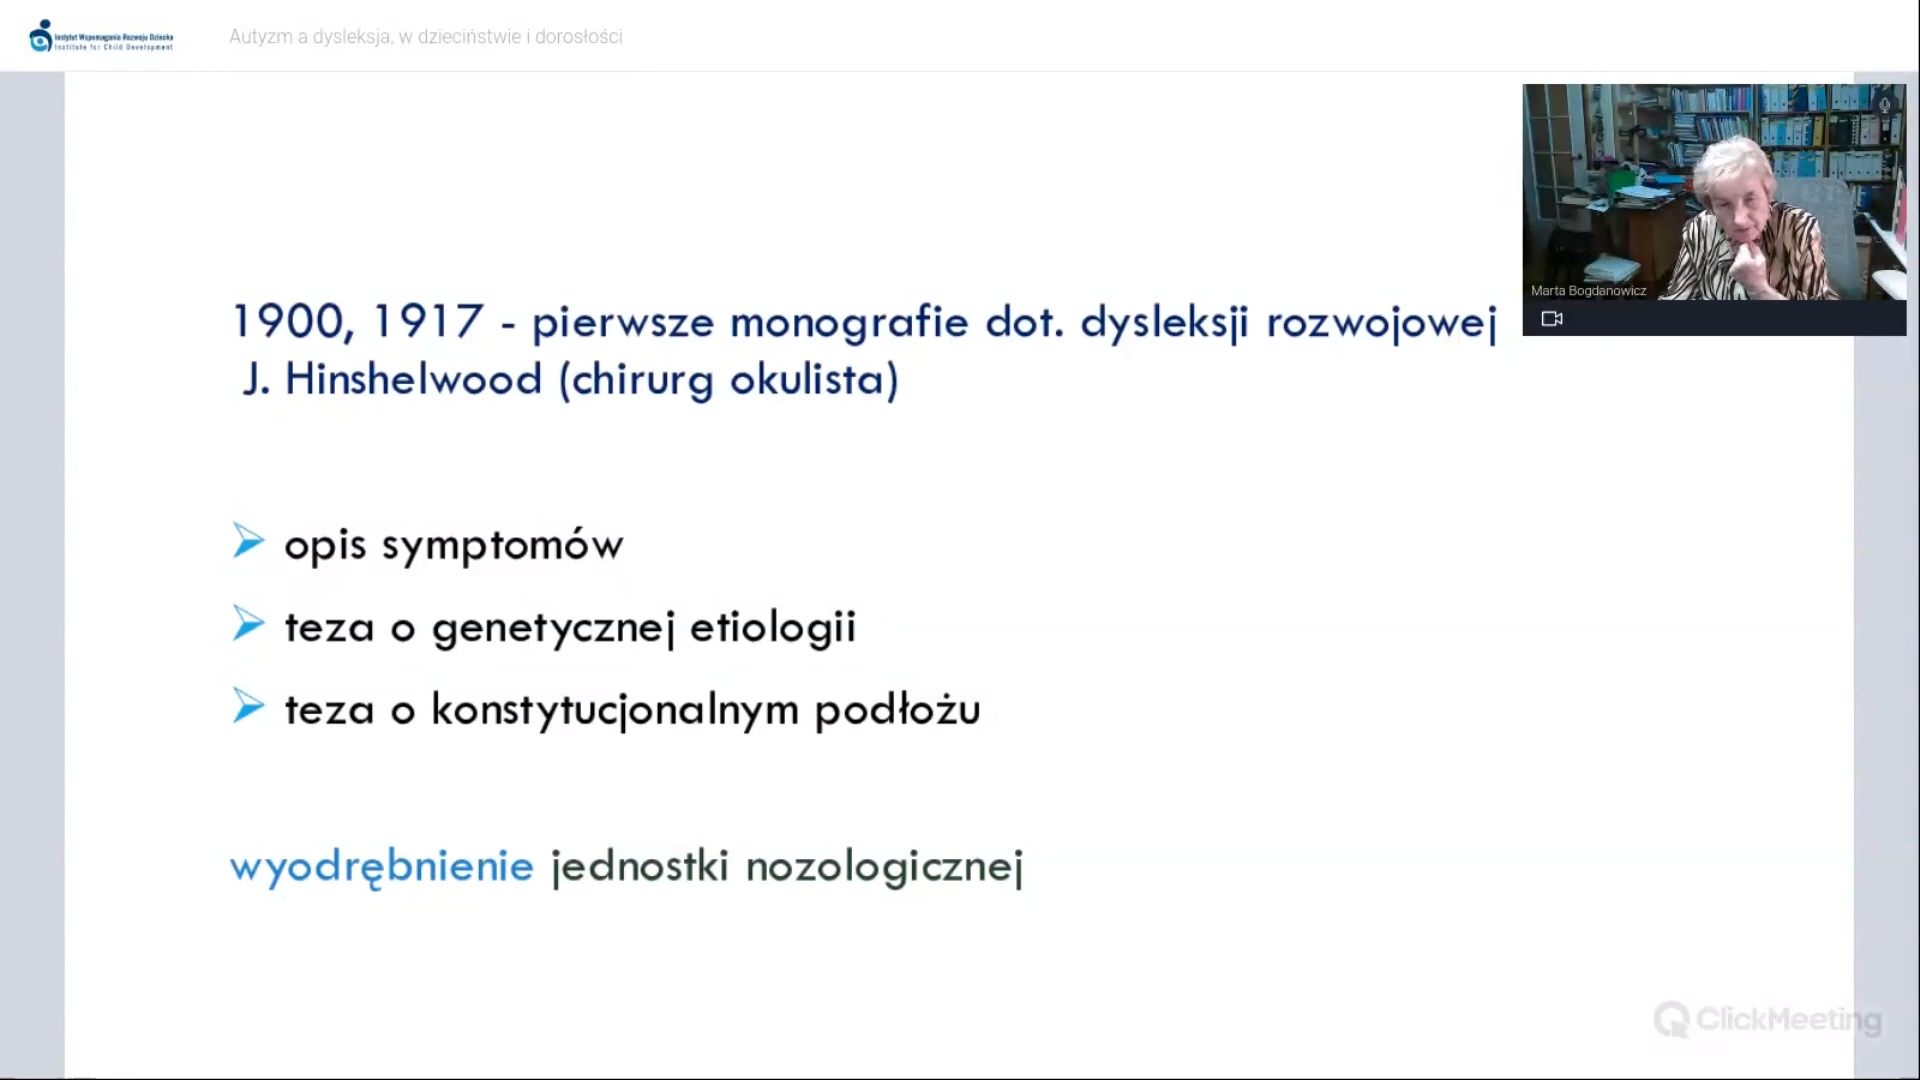 Instytut Wspomagania Rozwoju Dziecka
Institute for Child Development
Autyzm a dysleksja, w dzieciństwie i dorosłości
Marta Bogdanowicz
1900, 1917 - pierwsze monografie dot. dysleksji rozwojowej
J. Hinshelwood (chirurg okulista)
opis symptomów
teza o genetycznej etiologii
teza o konstytucjonalnym podłożu
wyodrębnienie jednostki nozologicznej
ClickMeeting